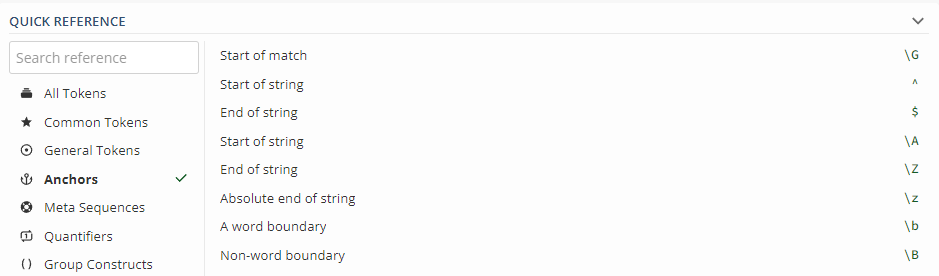 QUICK REFERENCE
Search reference
All Tokens
Common Tokens
General Tokens
Anchors
Meta Sequences
Quantifiers
( ) Group Constructs
Start of match \G
Start of string ^
End of string $
Start of string \A
End of string \Z
Absolute end of string \z
A word boundary \b
Non-word boundary \B